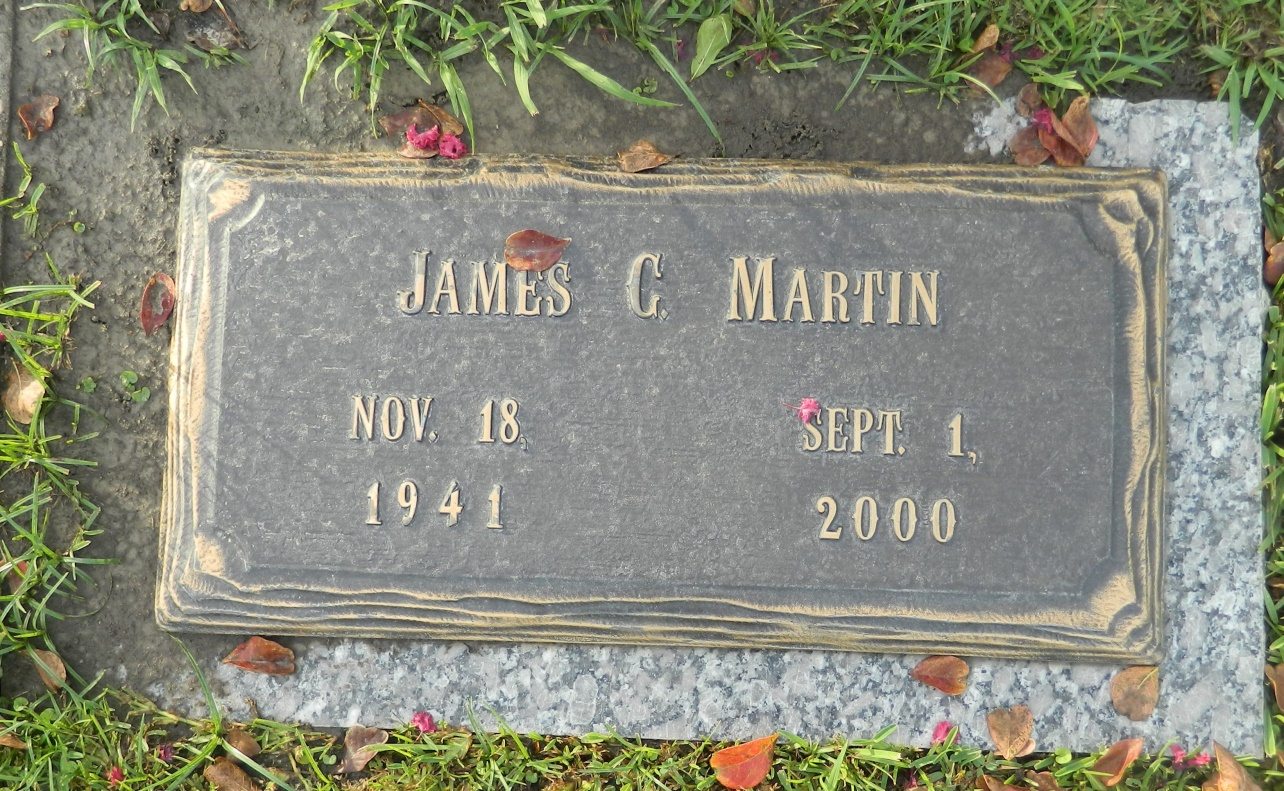 JAMES C. MARTIN
NOV. 18, SEPT. 1,
1941 2000